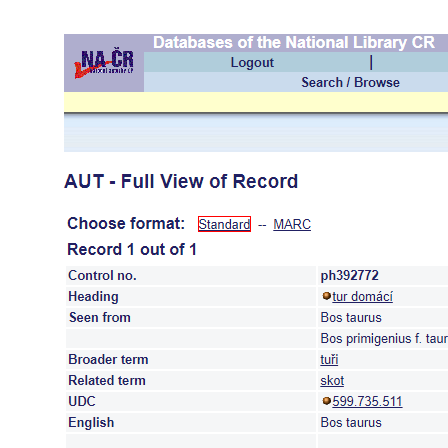 Databases of the National Library CR
NA-ČR
Logout |
Search / Browse
AUT - Full View of Record
Choose format: Standard -- MARC
Record 1 out of 1
Control no. ph392772
Heading tur domácí
Seen from Bos taurus
Bos primigenius f. taur
Broader term tuři
Related term skot
UDC 599.735.511
English Bos taurus